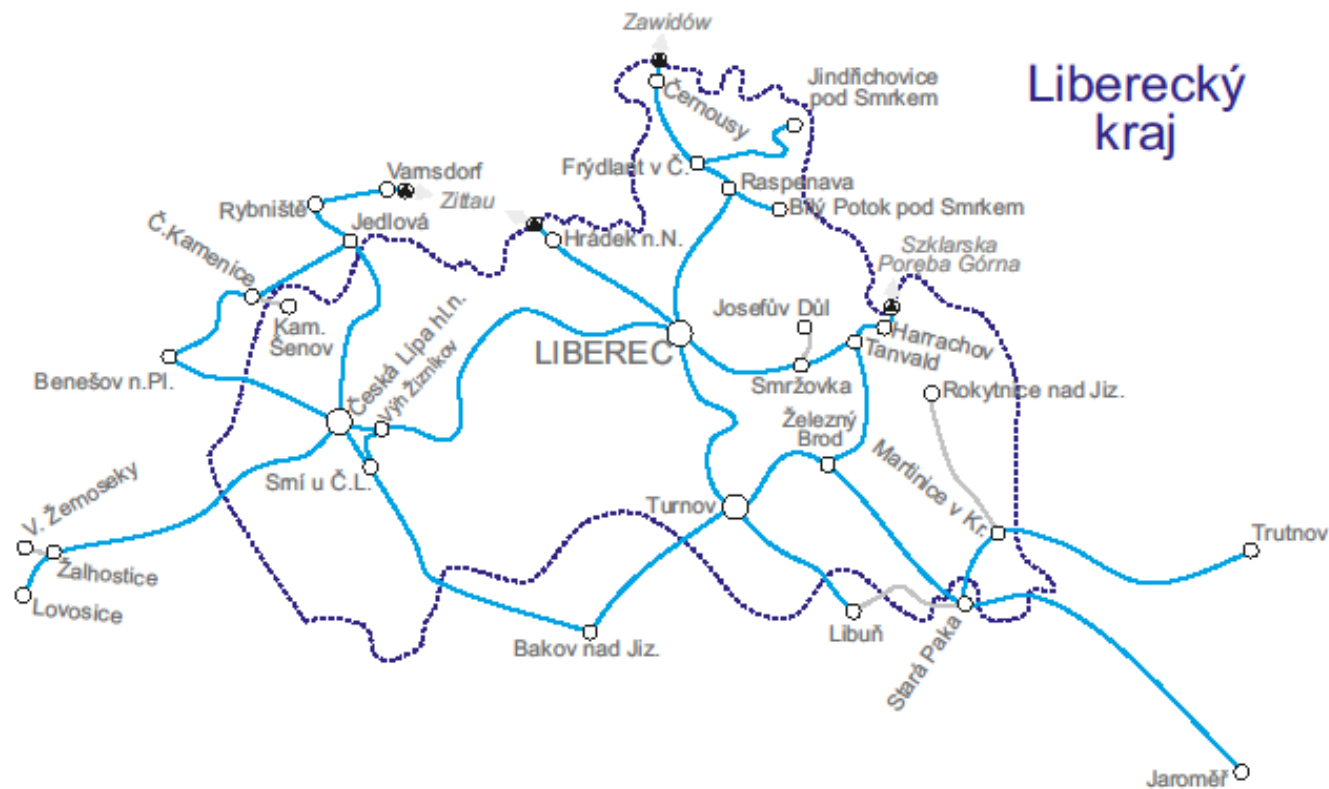 Zawidów
Jindřichovice
pod Smrkem
Liberecký
kraj
Černousy
Frýdlant v Č.
Raspenava
Bílý Potok pod Smrkem
Varnsdorf
Zittau
Rybniště
Jedlová
Hrádek n.N.
Szklarska
Poreba Górna
Č.Kamenice
Kam.
Šenov
Josefův Důl
Harrachov
Tanvald
LIBEREC
Smržovka
Benešov n.Pl.
Česká Lípa hl.n.
Výh Žizníkov
Rokytnice nad Jiz.
Železný
Brod
Martinice v Kr.
Srní u Č.L.
Turnov
V. Žernoseky
Žalhostice
Lovosice
Trutnov
Bakov nad Jiz.
Libuň
Stará Paka
Jaroměř